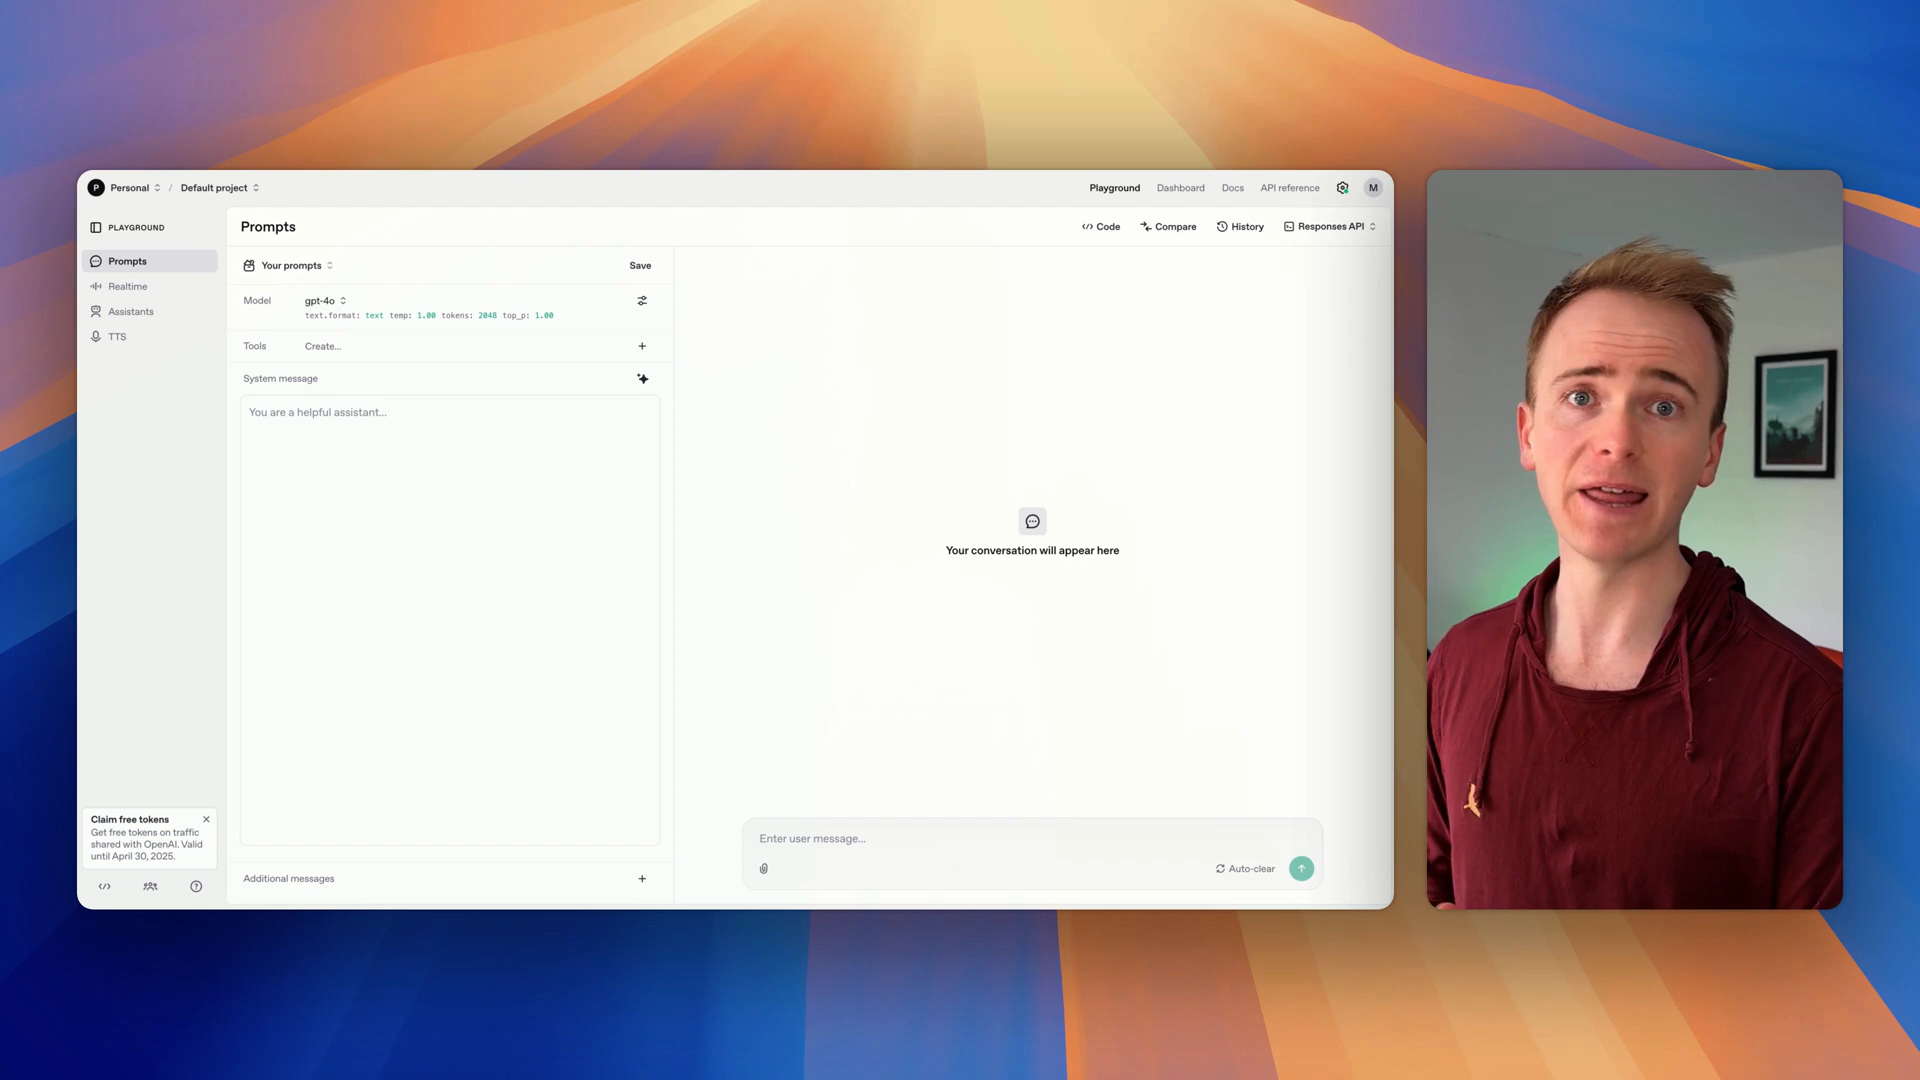 P Personal / Default project
Playground Dashboard Docs API reference M
PLAYGROUND
Prompts
Realtime
Assistants
TTS
Prompts
Code Compare History Responses API
Your prompts Save
Model gpt-4o
text.format: text temp: 1.00 tokens: 2048 top_p: 1.00
Tools Create...
System message
You are a helpful assistant...
Additional messages
Your conversation will appear here
Enter user message...
Auto-clear
Claim free tokens
Get free tokens on traffic
shared with OpenAI. Valid
until April 30, 2025.